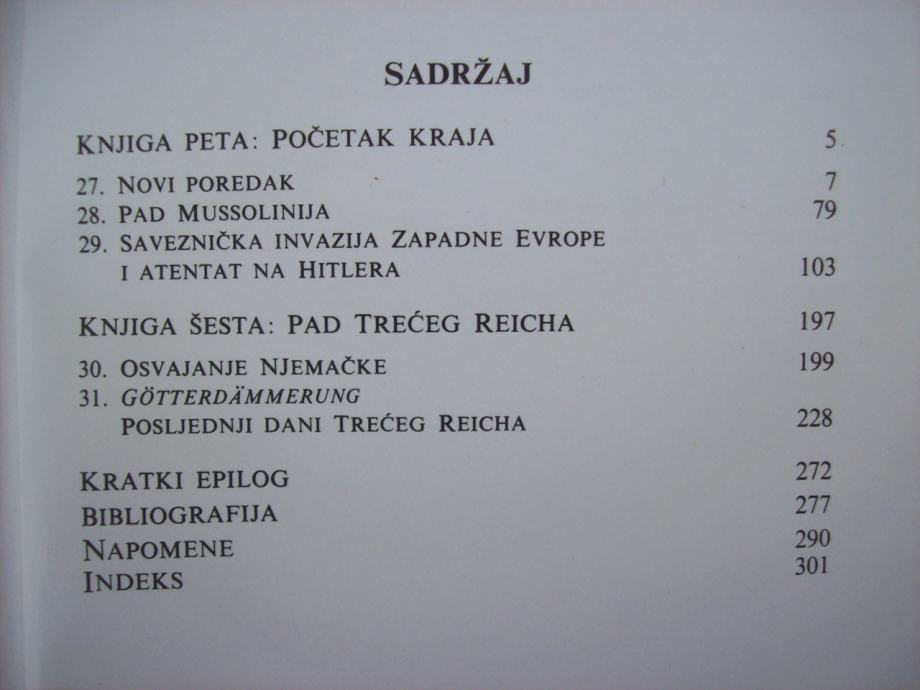 SADRŽAJ
KNJIGA PETA: POČETAK KRAJA 5
27. NOVI POREDAK 7
28. PAD MUSSOLINIJA 79
29. SAVEZNIČKA INVAZIJA ZAPADNE EVROPE
I ATENTAT NA HITLERA 103
KNJIGA ŠESTA: PAD TREĆEG REICHA 197
30. OSVAJANJE NJEMAČKE 199
31. GÖTTERDÄMMERUNG
POSLJEDNJI DANI TREĆEG REICHA 228
KRATKI EPILOG 272
BIBLIOGRAFIJA 277
NAPOMENE 290
INDEKS 301